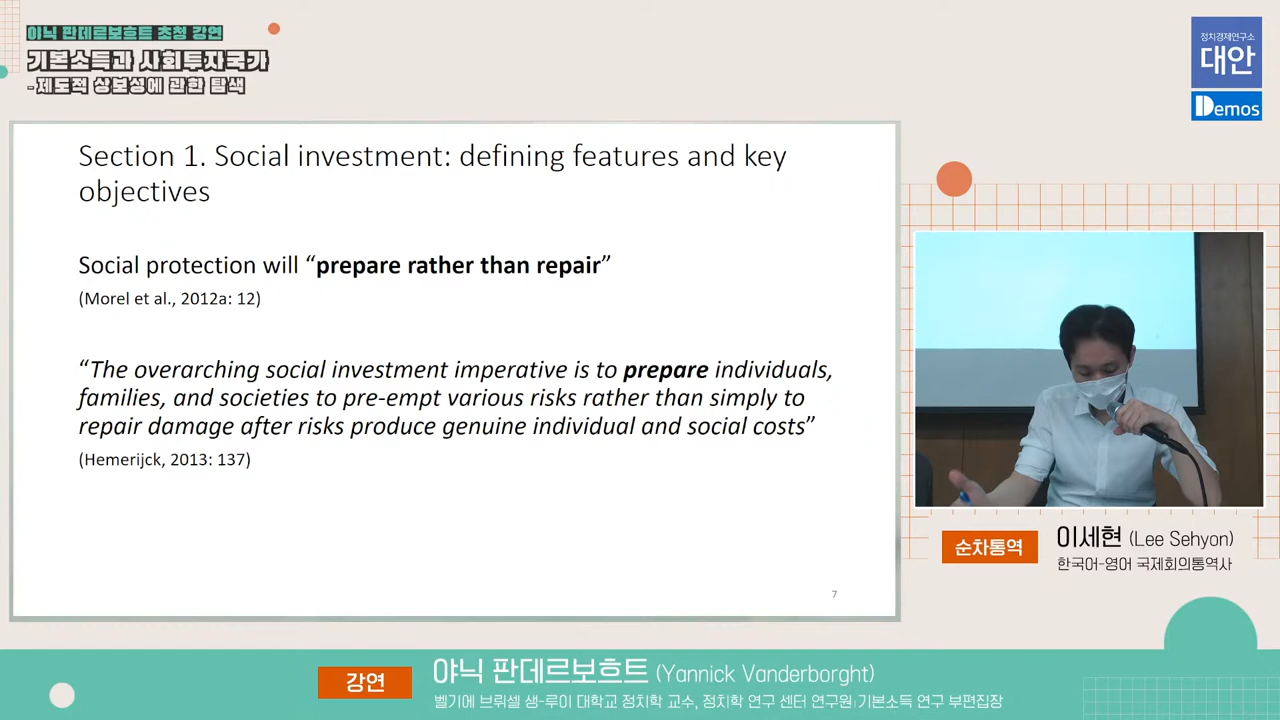 야닉 판데르보흐트 초청 강연
기본소득과 사회투자국가
-제도적 상보성에 관한 탐색
정치경제연구소
대안
Demos
Section 1. Social investment: defining features and key
objectives
Social protection will “prepare rather than repair”
(Morel et al., 2012a: 12)
“The overarching social investment imperative is to prepare individuals,
families, and societies to pre-empt various risks rather than simply to
repair damage after risks produce genuine individual and social costs”
(Hemerijck, 2013: 137)
7
순차통역
이세현 (Lee Sehyon)
한국어-영어 국제회의통역사
강연
야닉 판데르보흐트 (Yannick Vanderborght)
벨기에 브뤼셀 생-루이 대학교 정치학 교수, 정치학 연구 센터 연구원, 기본소득 연구 부편집장